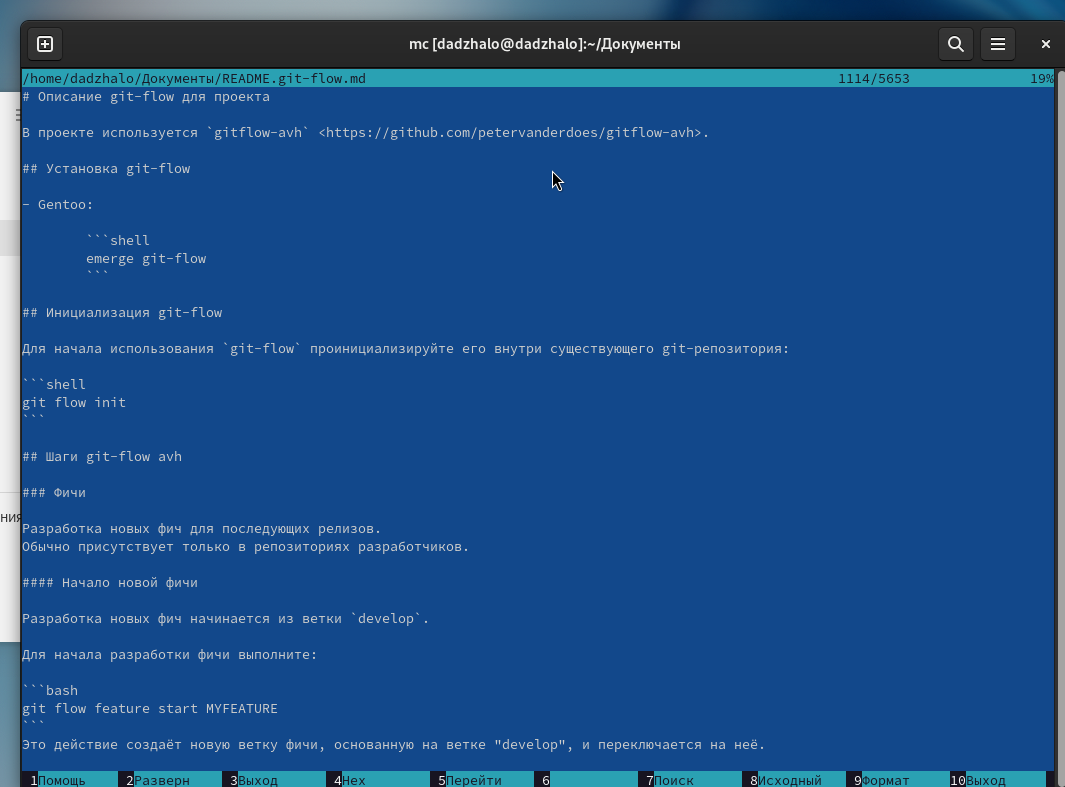 mc [dadzhalo@dadzhalo]:~/Документы
/home/dadzhalo/Документы/README.git-flow.md 1114/5653 19%
# Описание git-flow для проекта
В проекте используется `gitflow-avh` <https://github.com/petervanderdoes/gitflow-avh>.
## Установка git-flow
- Gentoo:
```shell
emerge git-flow
```
## Инициализация git-flow
Для начала использования `git-flow` проинициализируйте его внутри существующего git-репозитория:
```shell
git flow init
```
## Шаги git-flow avh
### Фичи
ния
Разработка новых фич для последующих релизов.
Обычно присутствует только в репозиториях разработчиков.
#### Начало новой фичи
Разработка новых фич начинается из ветки `develop`.
Для начала разработки фичи выполните:
```bash
git flow feature start MYFEATURE
```
Это действие создаёт новую ветку фичи, основанную на ветке "develop", и переключается на неё.
1Помощь 2Разверн 3Выход 4Hex 5Перейти 6 7Поиск 8Исходный 9Формат 10Выход